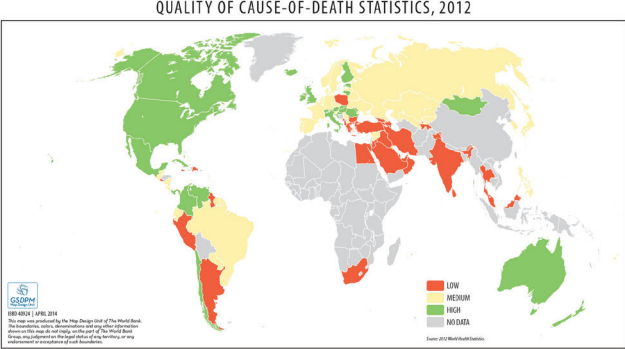 QUALITY OF CAUSE-OF-DEATH STATISTICS, 2012
LOW
MEDIUM
HIGH
NO DATA
GSDPM
Map Design Unit
IBRD 40924 | APRIL 2014
This map was produced by the Map Design Unit of The World Bank.
The boundaries, colors, denominations and any other information
shown on this map do not imply, on the part of The World Bank
Group, any judgment on the legal status of any territory, or any
endorsement or acceptance of such boundaries.
Source: 2012 World Health Statistics.